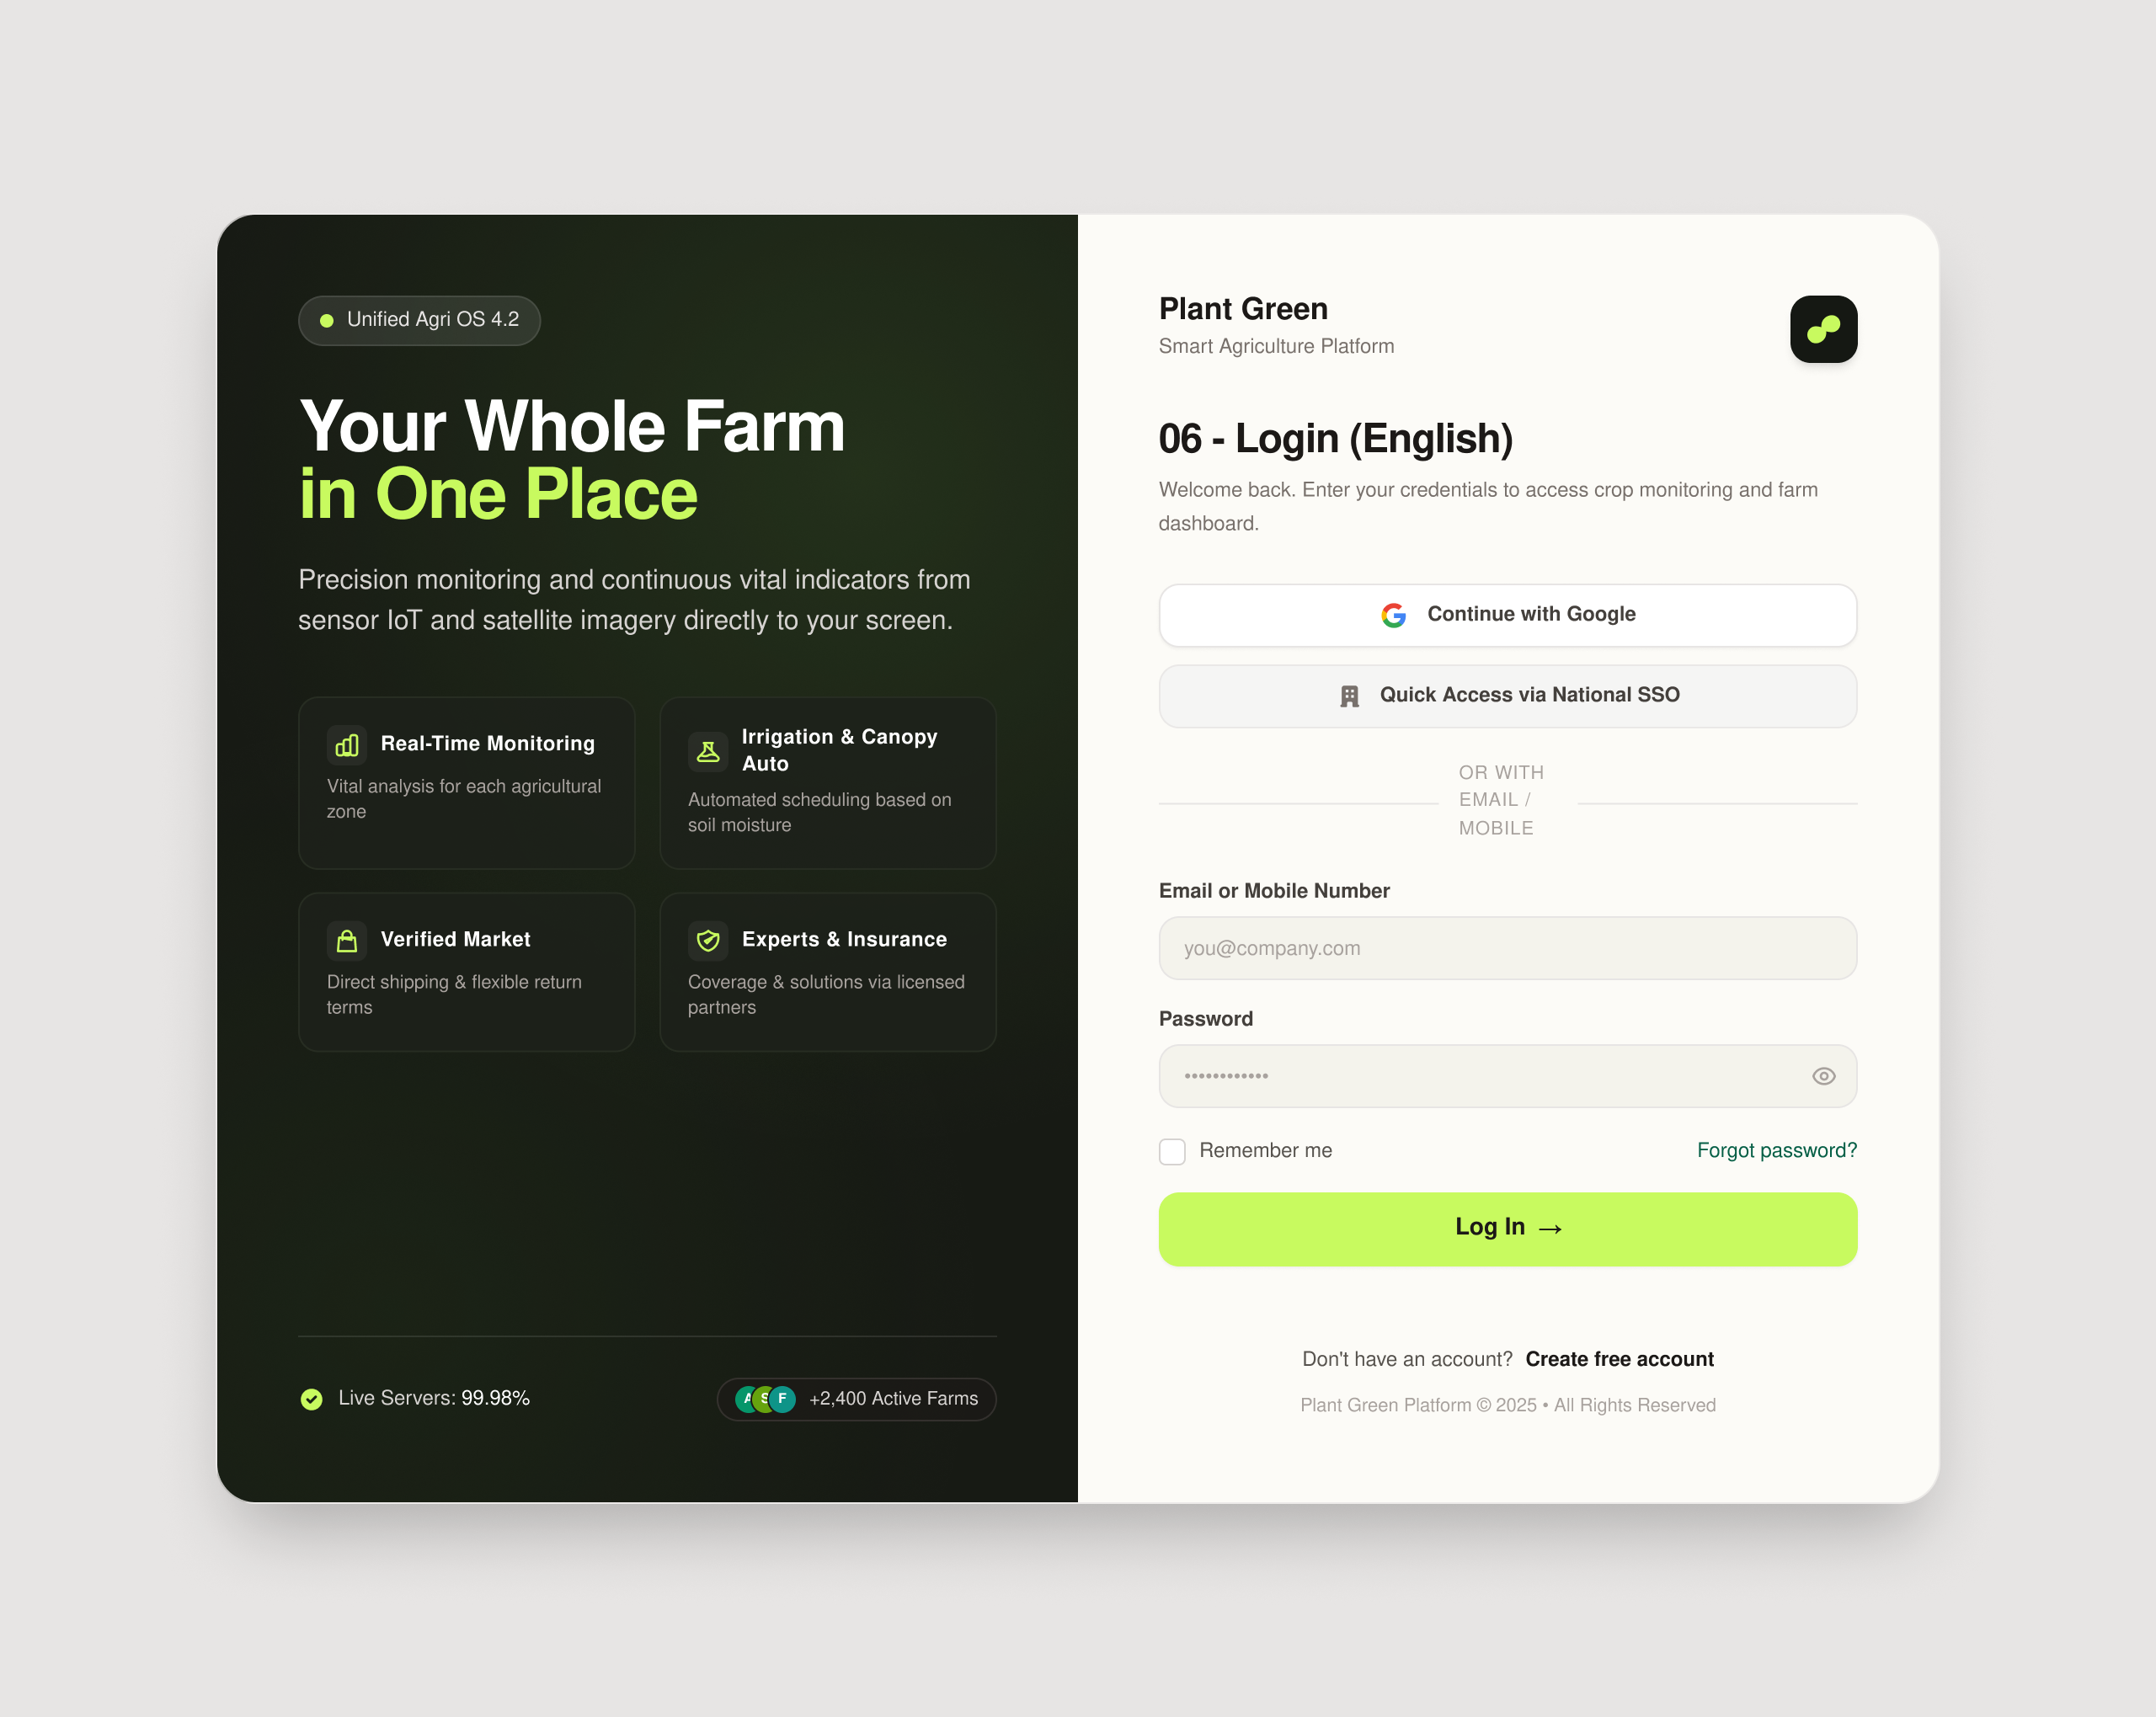 Unified Agri OS 4.2
Your Whole Farm
in One Place
Precision monitoring and continuous vital indicators from
sensor IoT and satellite imagery directly to your screen.
Real-Time Monitoring
Vital analysis for each agricultural
zone
Irrigation & Canopy
Auto
Automated scheduling based on
soil moisture
Verified Market
Direct shipping & flexible return
terms
Experts & Insurance
Coverage & solutions via licensed
partners
Live Servers: 99.98%
A S F +2,400 Active Farms
Plant Green
Smart Agriculture Platform
06 - Login (English)
Welcome back. Enter your credentials to access crop monitoring and farm
dashboard.
Continue with Google
Quick Access via National SSO
OR WITH
EMAIL /
MOBILE
Email or Mobile Number
you@company.com
Password
••••••••••••
Remember me
Forgot password?
Log In →
Don't have an account? Create free account
Plant Green Platform © 2025 • All Rights Reserved